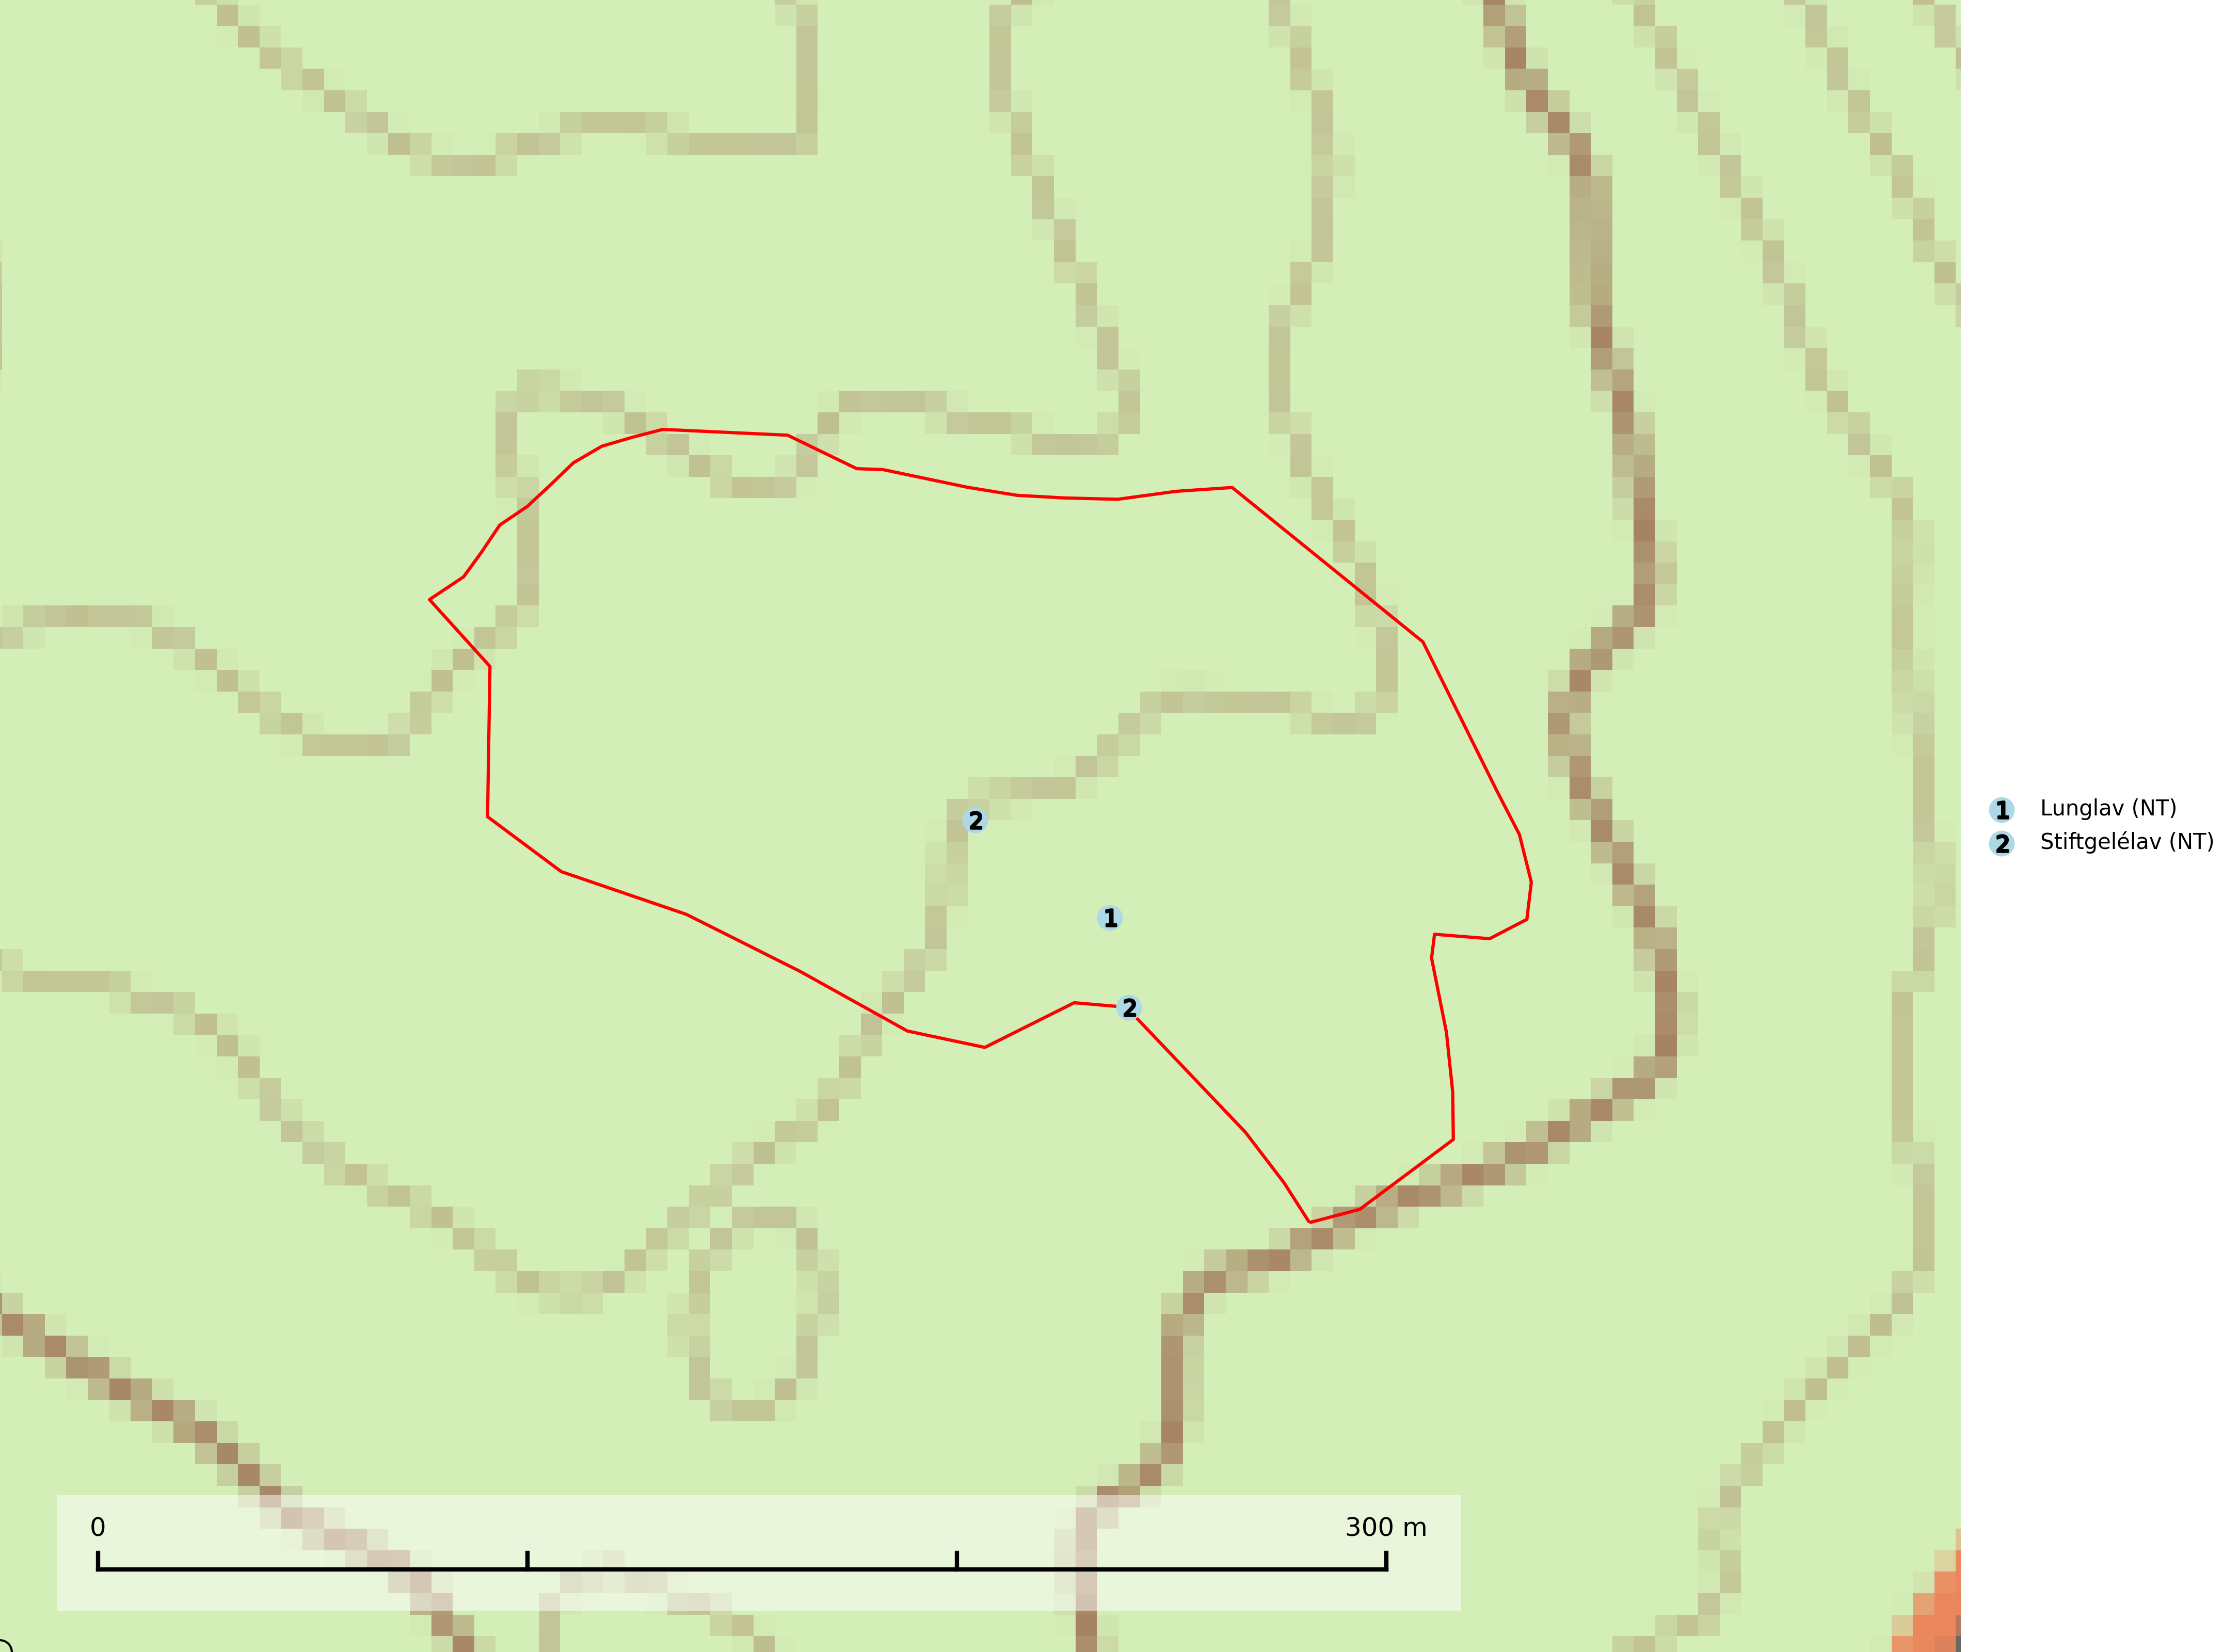 2
1
2
1 Lunglav (NT)
2 Stiftgelélav (NT)
0 300 m